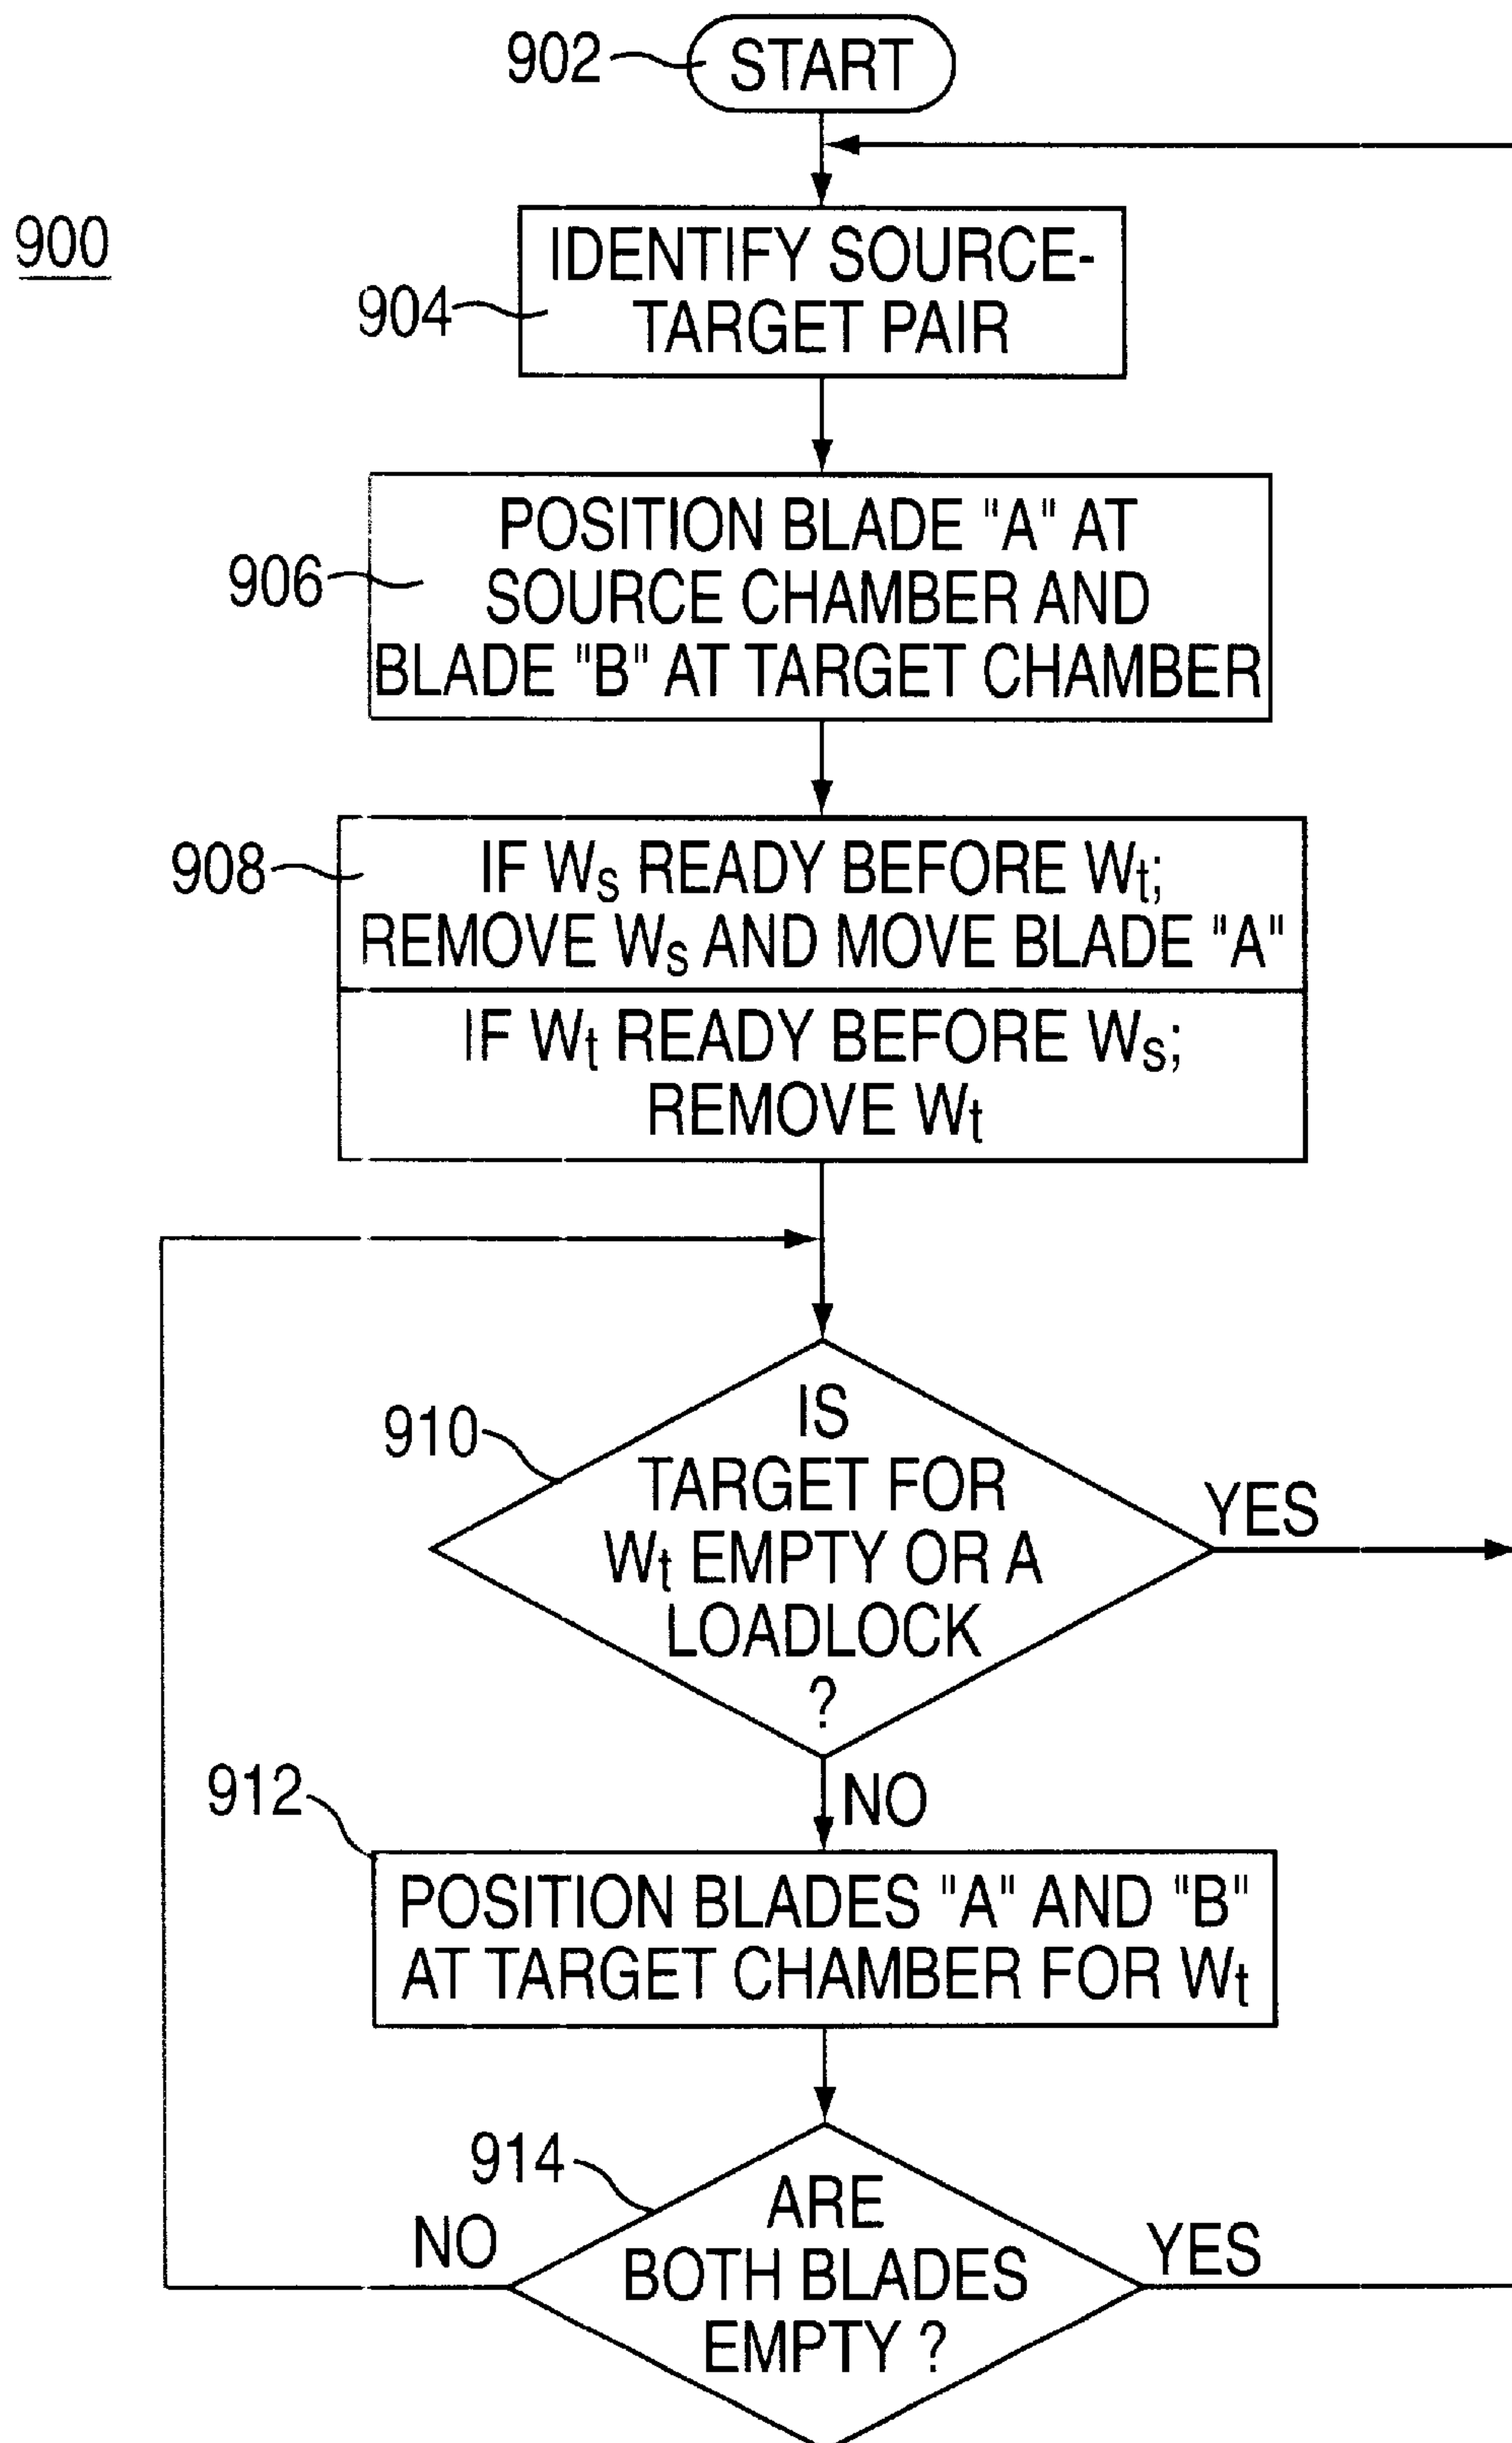 902 START
900
IDENTIFY SOURCE-
904 TARGET PAIR
POSITION BLADE "A" AT
906 SOURCE CHAMBER AND
BLADE "B" AT TARGET CHAMBER
908 IF Ws READY BEFORE Wt;
REMOVE Ws AND MOVE BLADE "A"
IF Wt READY BEFORE Ws;
REMOVE Wt
910
IS
TARGET FOR
Wt EMPTY OR A
LOADLOCK
?
YES
NO
912
POSITION BLADES "A" AND "B"
AT TARGET CHAMBER FOR Wt
914
ARE
BOTH BLADES
EMPTY ?
NO
YES